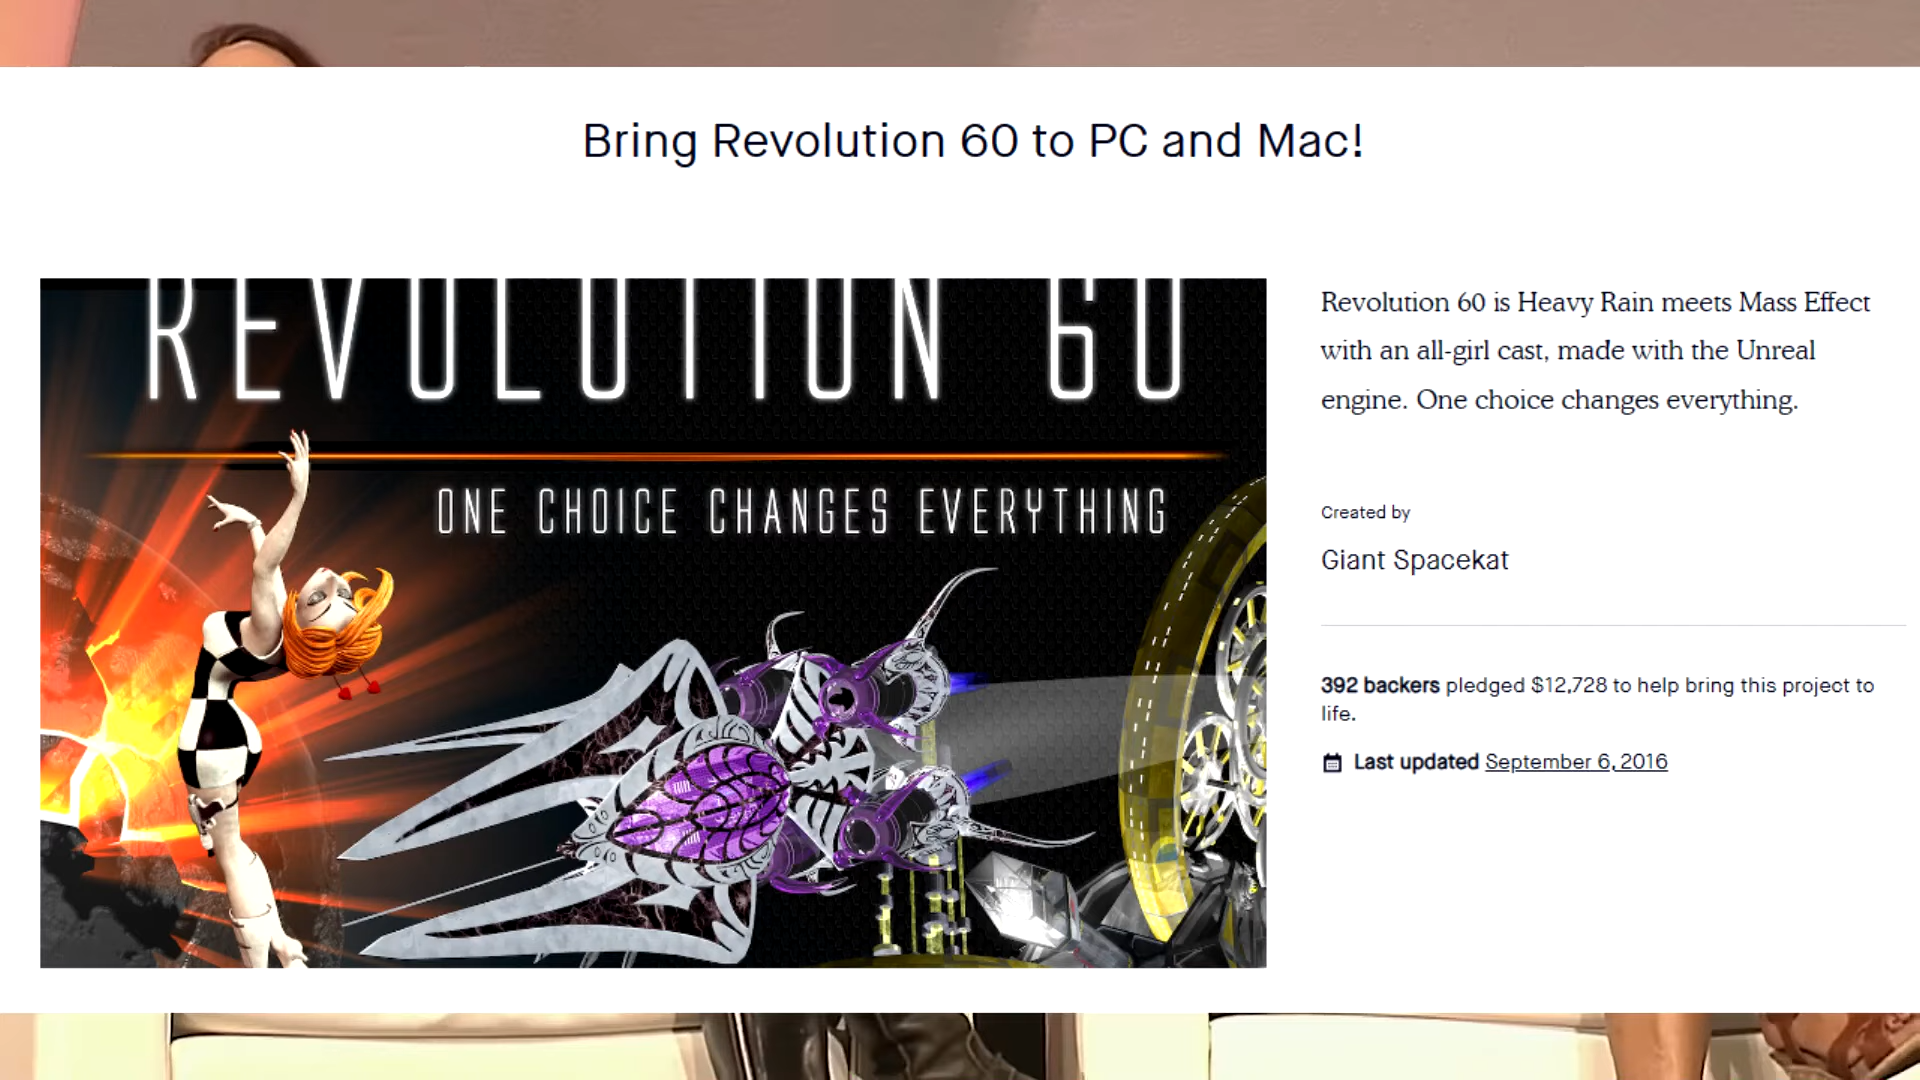 Bring Revolution 60 to PC and Mac!
REVOLUTION 60
ONE CHOICE CHANGES EVERYTHING
Revolution 60 is Heavy Rain meets Mass Effect
with an all-girl cast, made with the Unreal
engine. One choice changes everything.
Created by
Giant Spacekat
392 backers pledged $12,728 to help bring this project to
life.
Last updated September 6, 2016